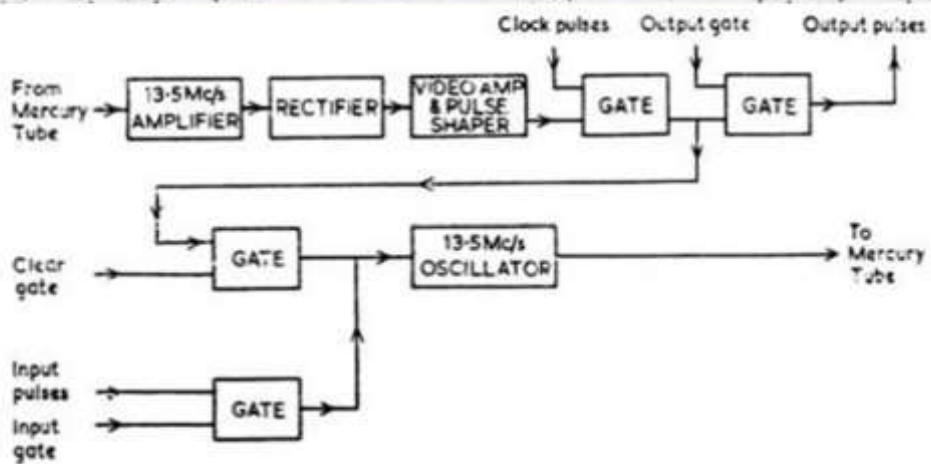 Clock pulses
Output gate
Output pulses
From
Mercury
Tube
13·5Mc/s
AMPLIFIER
RECTIFIER
VIDEO AMP
& PULSE
SHAPER
GATE
GATE
Clear
gate
GATE
13·5Mc/s
OSCILLATOR
To
Mercury
Tube
Input
pulses
Input
gate
GATE